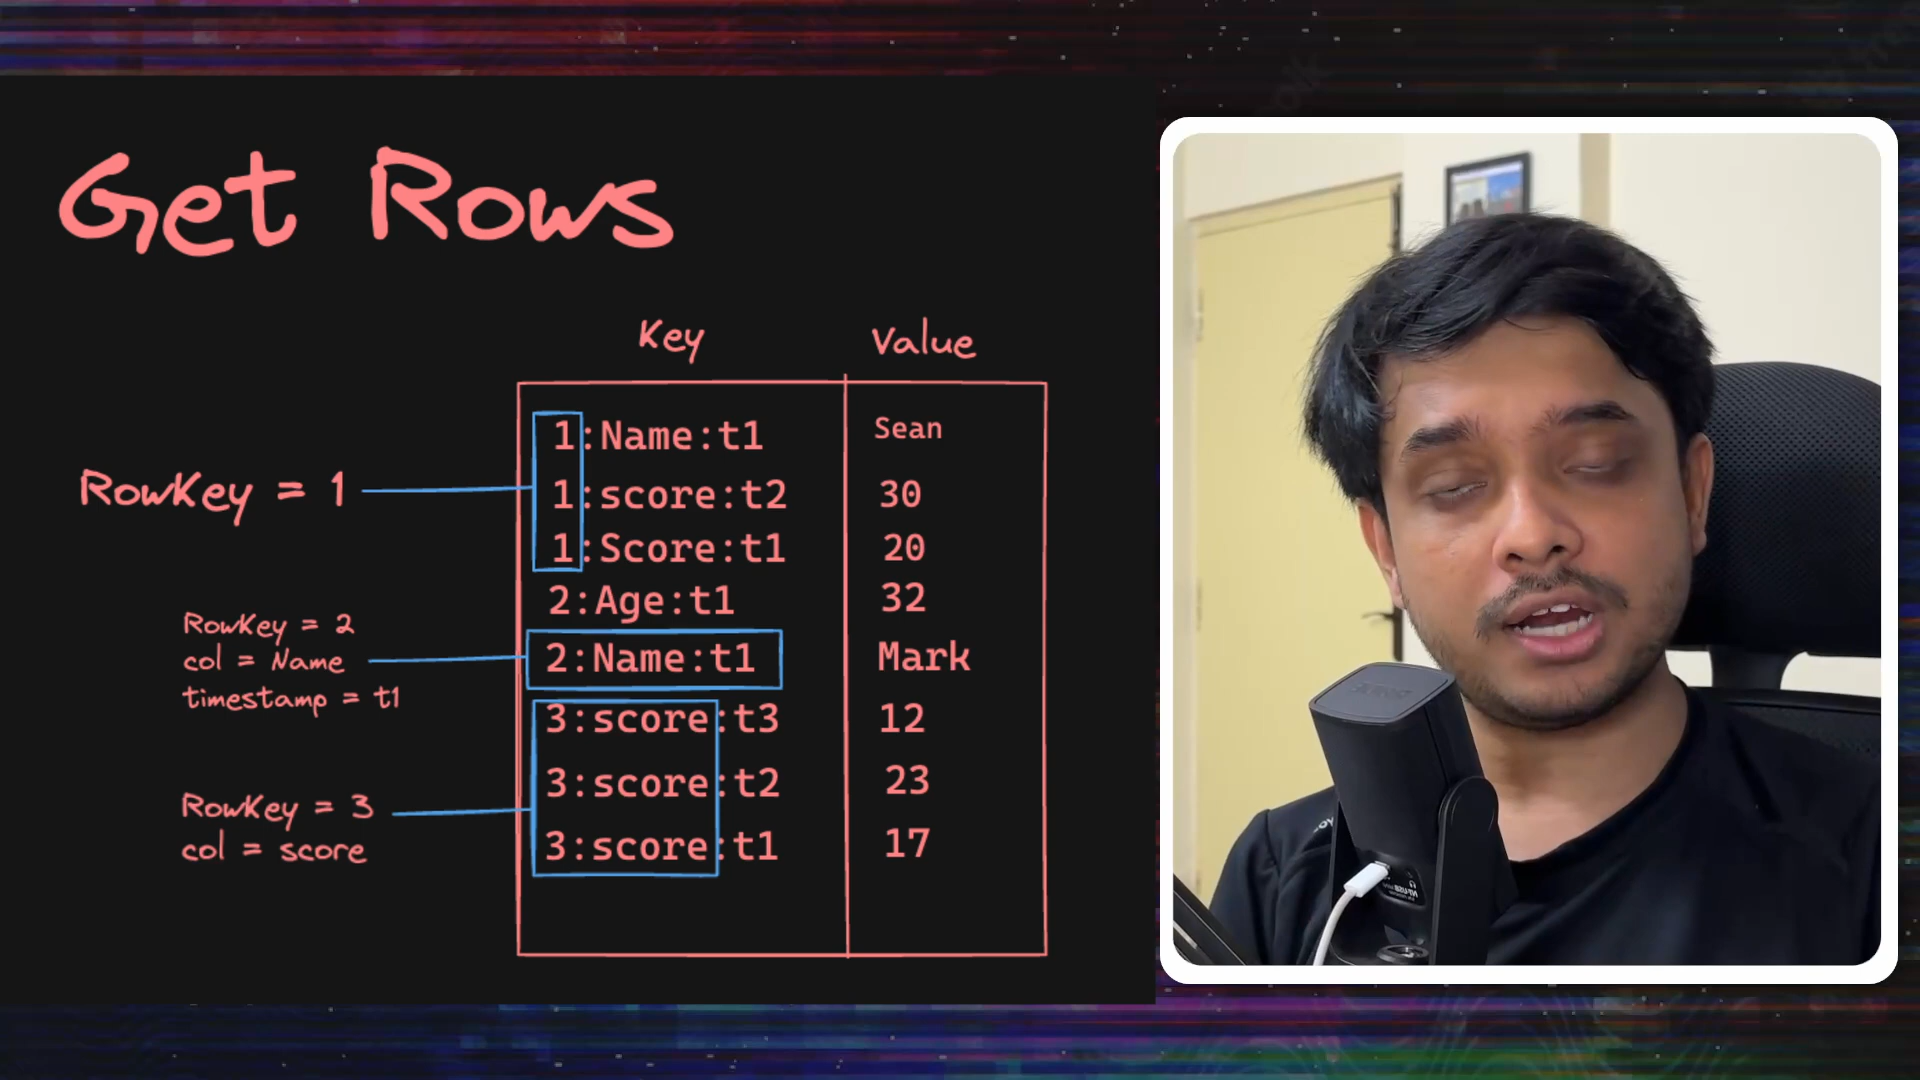 Get Rows
Key Value
1:Name:t1 Sean
1:score:t2 30
1:Score:t1 20
2:Age:t1 32
2:Name:t1 Mark
3:score:t3 12
3:score:t2 23
3:score:t1 17
RowKey = 1
RowKey = 2
col = Name
timestamp = t1
RowKey = 3
col = score